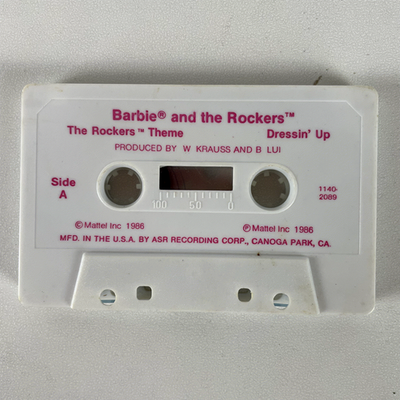 Barbie® and the Rockers™
The Rockers™ Theme Dressin' Up
PRODUCED BY W KRAUSS AND B LUI
Side
A
1140-
2089
100 50 0
©Mattel Inc 1986 ℗Mattel Inc 1986
MFD. IN THE U.S.A. BY ASR RECORDING CORP., CANOGA PARK, CA.